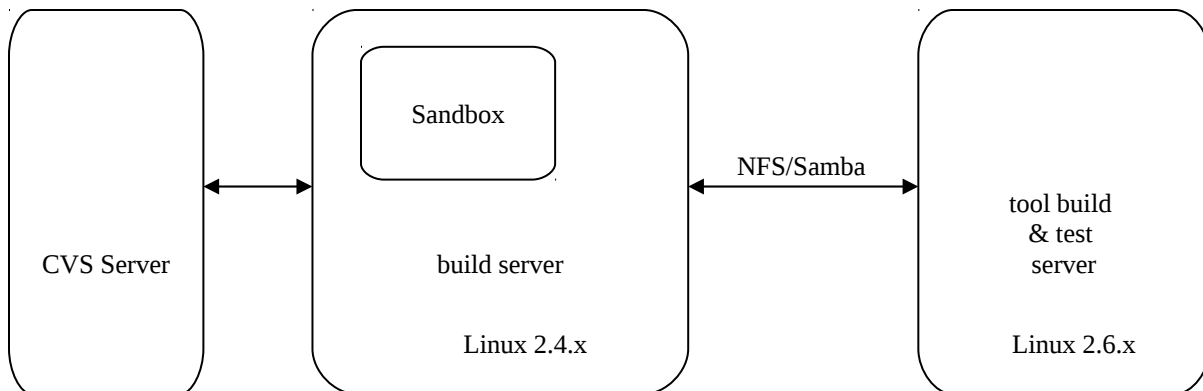 Sandbox
NFS/Samba
tool build
& test
server
CVS Server
build server
Linux 2.4.x
Linux 2.6.x